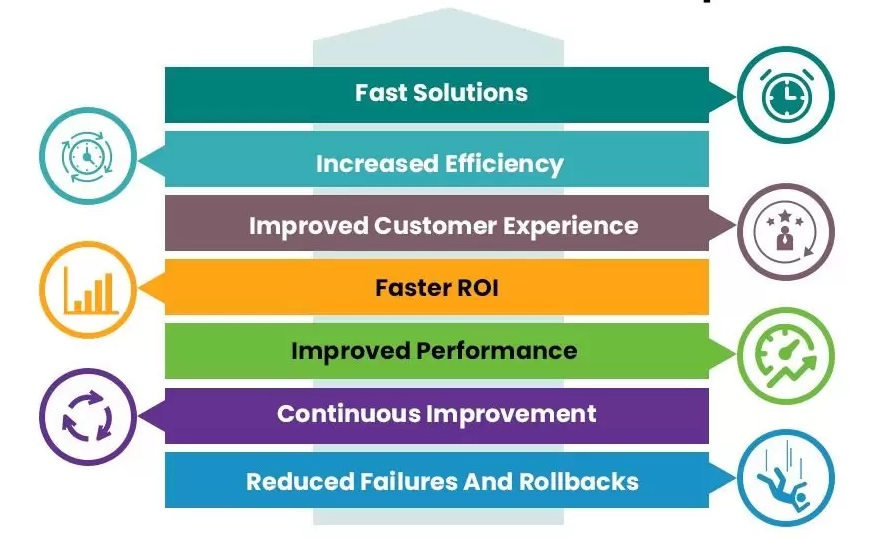 Fast Solutions
Increased Efficiency
Improved Customer Experience
Faster ROI
Improved Performance
Continuous Improvement
Reduced Failures And Rollbacks